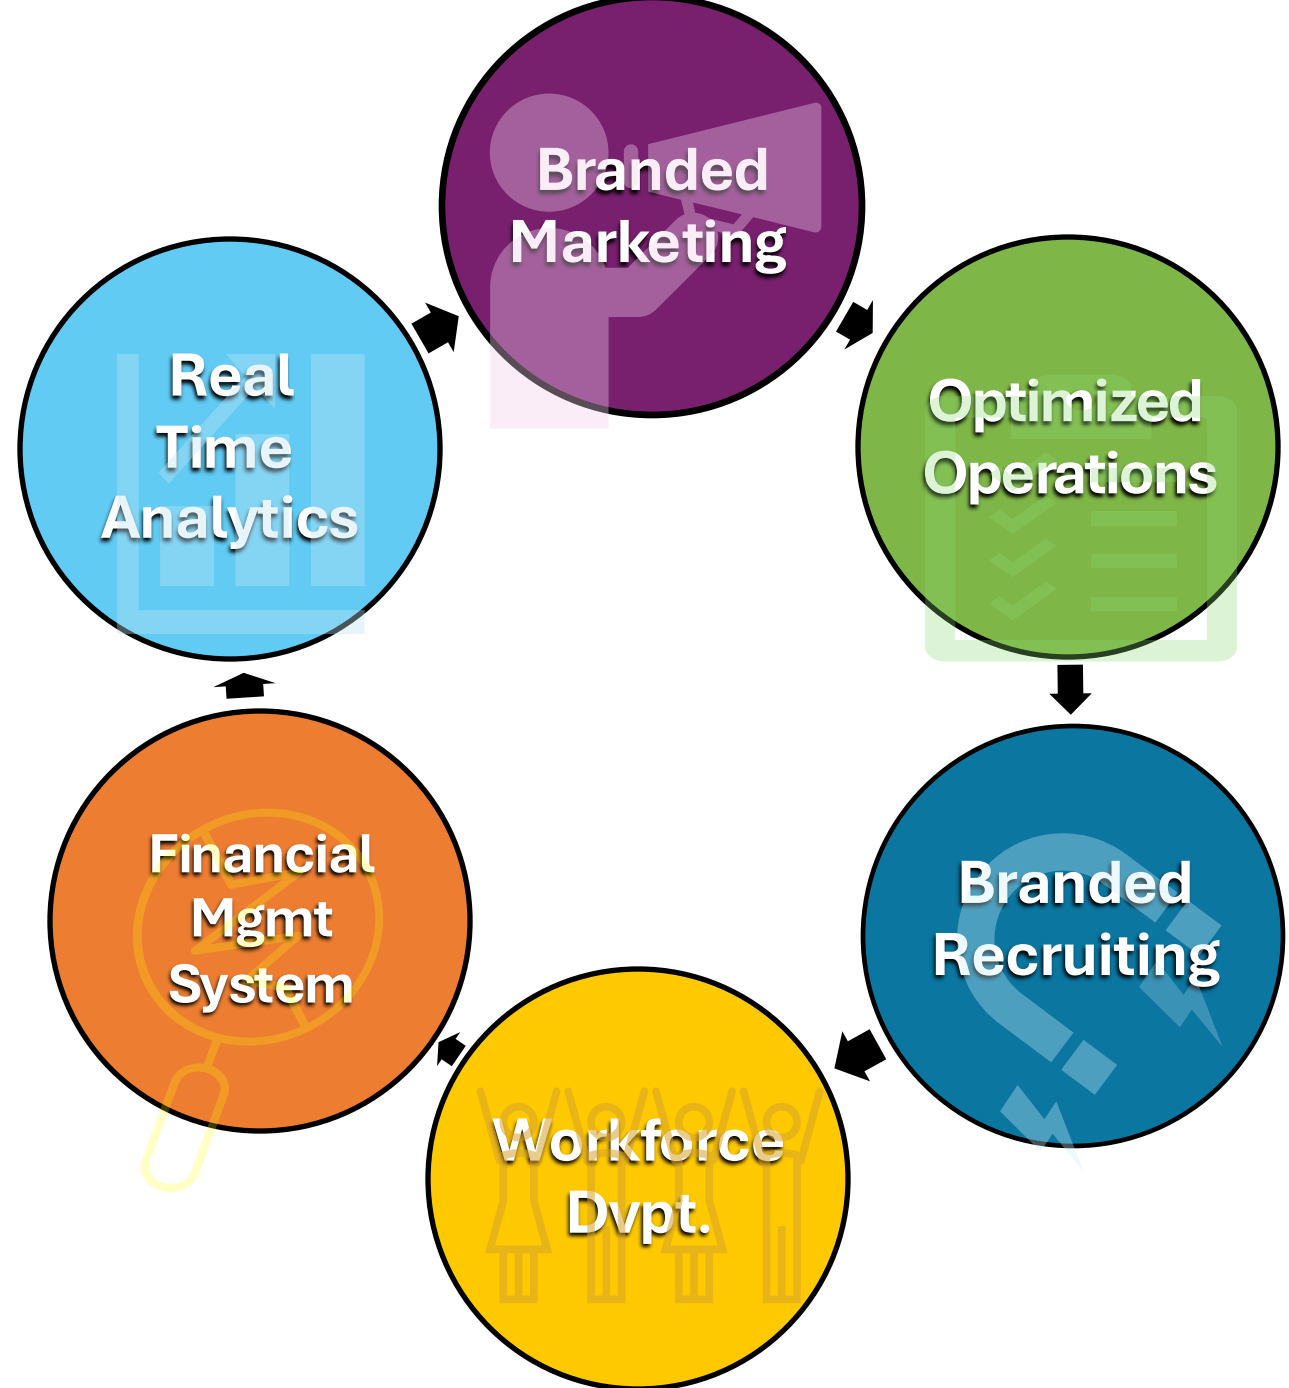 Branded
Marketing
Optimized
Operations
Branded
Recruiting
Workforce
Dvpt.
Financial
Mgmt
System
Real
Time
Analytics